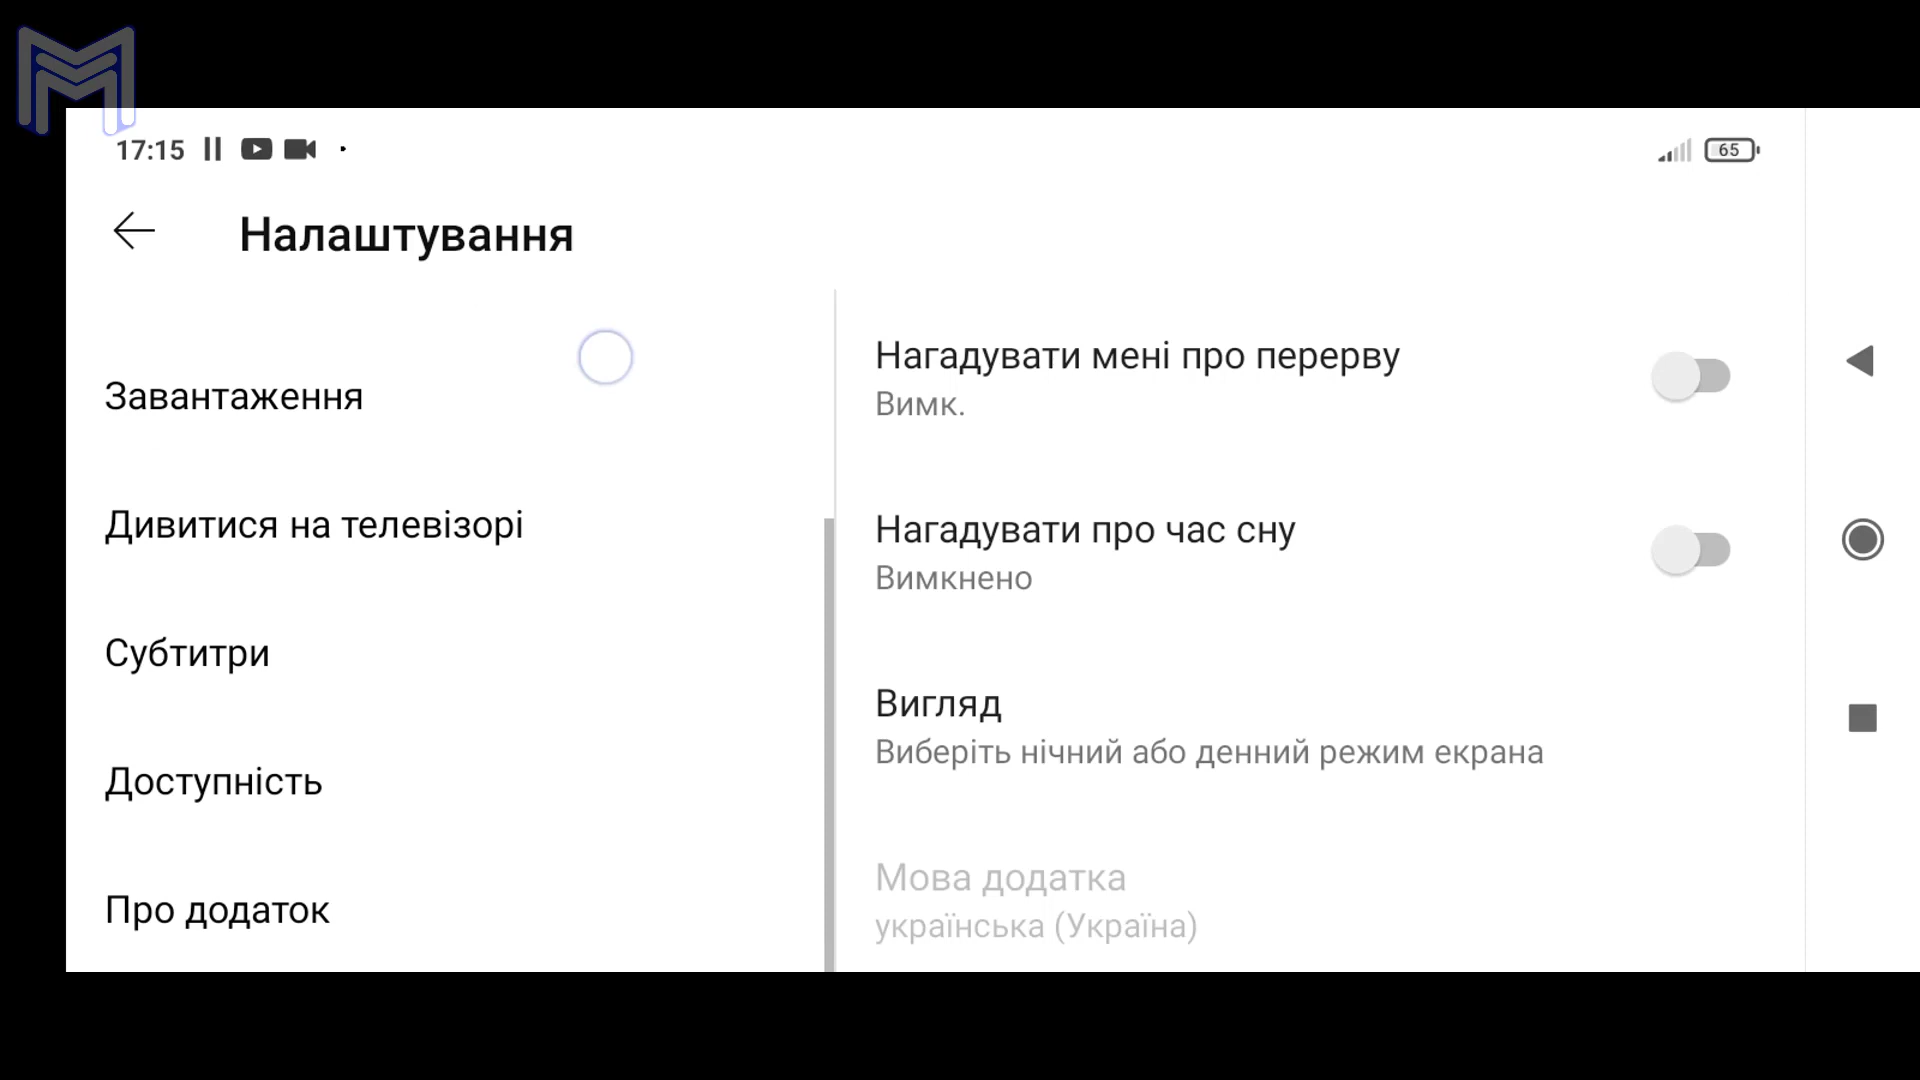 17:15
65
Налаштування
Завантаження
Дивитися на телевізорі
Субтитри
Доступність
Про додаток
Нагадувати мені про перерву
Вимк.
Нагадувати про час сну
Вимкнено
Вигляд
Виберіть нічний або денний режим екрана
Мова додатка
українська (Україна)